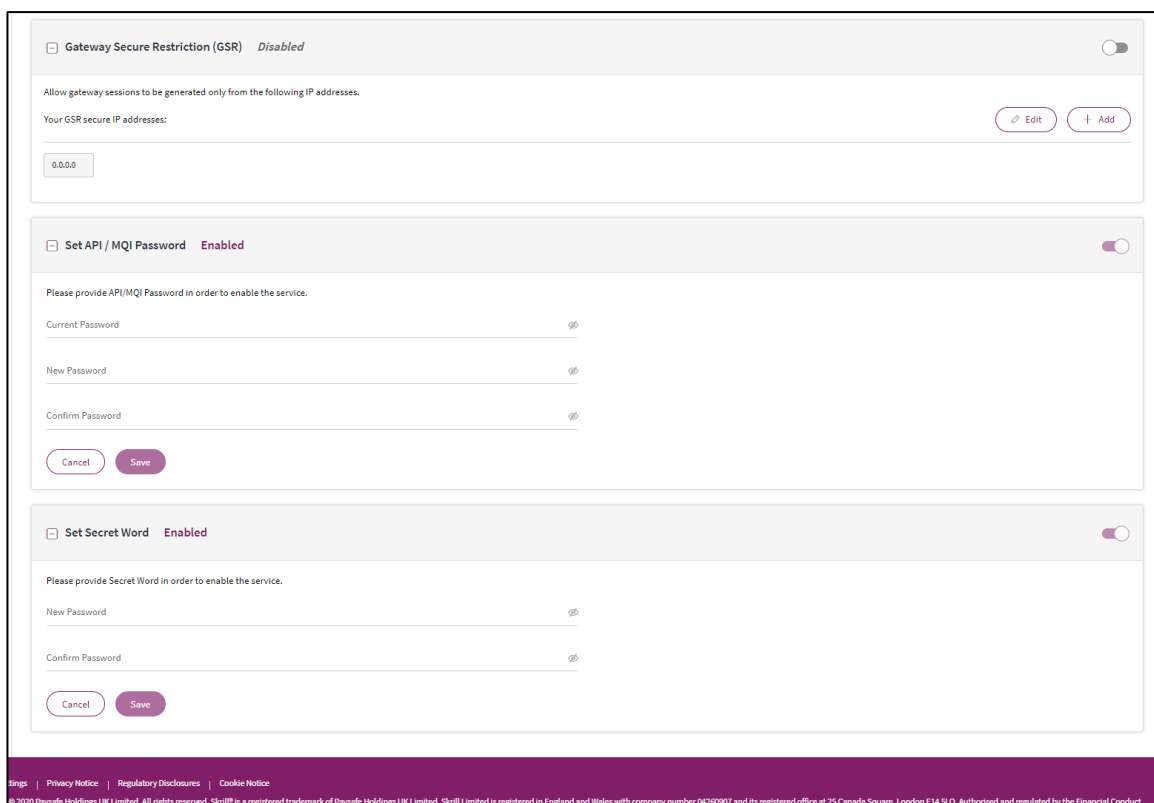 Gateway Secure Restriction (GSR) Disabled
Allow gateway sessions to be generated only from the following IP addresses.
Your GSR secure IP addresses:
Edit
Add
0.0.0.0
Set API / MQI Password Enabled
Please provide API/MQI Password in order to enable the service.
Current Password
New Password
Confirm Password
Cancel
Save
Set Secret Word Enabled
Please provide Secret Word in order to enable the service.
New Password
Confirm Password
Cancel
Save
tings | Privacy Notice | Regulatory Disclosures | Cookie Notice
© 2020 Paysafe Holdings UK Limited. All rights reserved. Skrill® is a registered trademark of Paysafe Holdings UK Limited. Skrill Limited is registered in England and Wales with company number 04260907 and its registered office at 25 Canada Square, London E14 5LQ. Authorised and regulated by the Financial Conduct